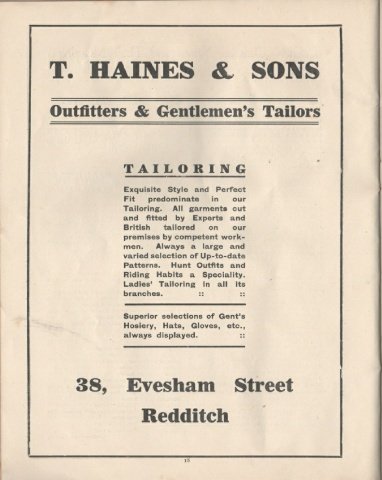 T. HAINES & SONS
Outfitters & Gentlemen's Tailors
TAILORING
Exquisite Style and Perfect
Fit predominate in our
Tailoring. All garments cut
and fitted by Experts and
British tailored on our
premises by competent work-
men. Always a large and
varied selection of Up-to-date
Patterns. Hunt Outfits and
Riding Habits a Speciality.
Ladies' Tailoring in all its
branches. :: ::
Superior selections of Gent's
Hosiery, Hats, Gloves, etc.,
always displayed. ::
38, Evesham Street
Redditch